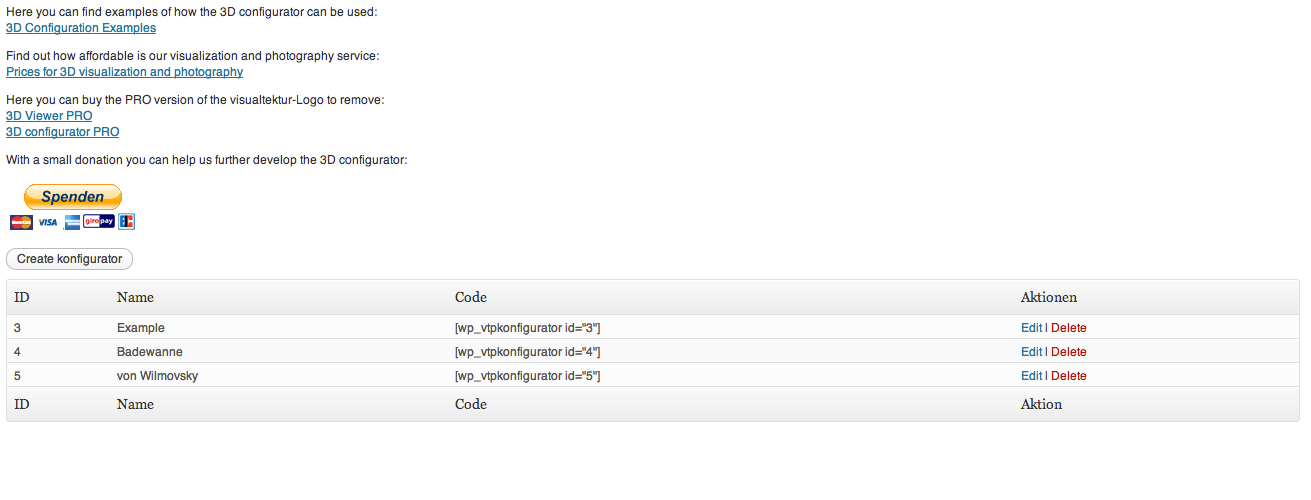 Here you can find examples of how the 3D configurator can be used:
3D Configuration Examples
Find out how affordable is our visualization and photography service:
Prices for 3D visualization and photography
Here you can buy the PRO version of the visualtektur-Logo to remove:
3D Viewer PRO
3D configurator PRO
With a small donation you can help us further develop the 3D configurator:
Spenden
VISA giropay
Create konfigurator
ID Name Code Aktionen
3 Example [wp_vtpkonfigurator id="3"] Edit | Delete
4 Badewanne [wp_vtpkonfigurator id="4"] Edit | Delete
5 von Wilmovsky [wp_vtpkonfigurator id="5"] Edit | Delete
ID Name Code Aktion